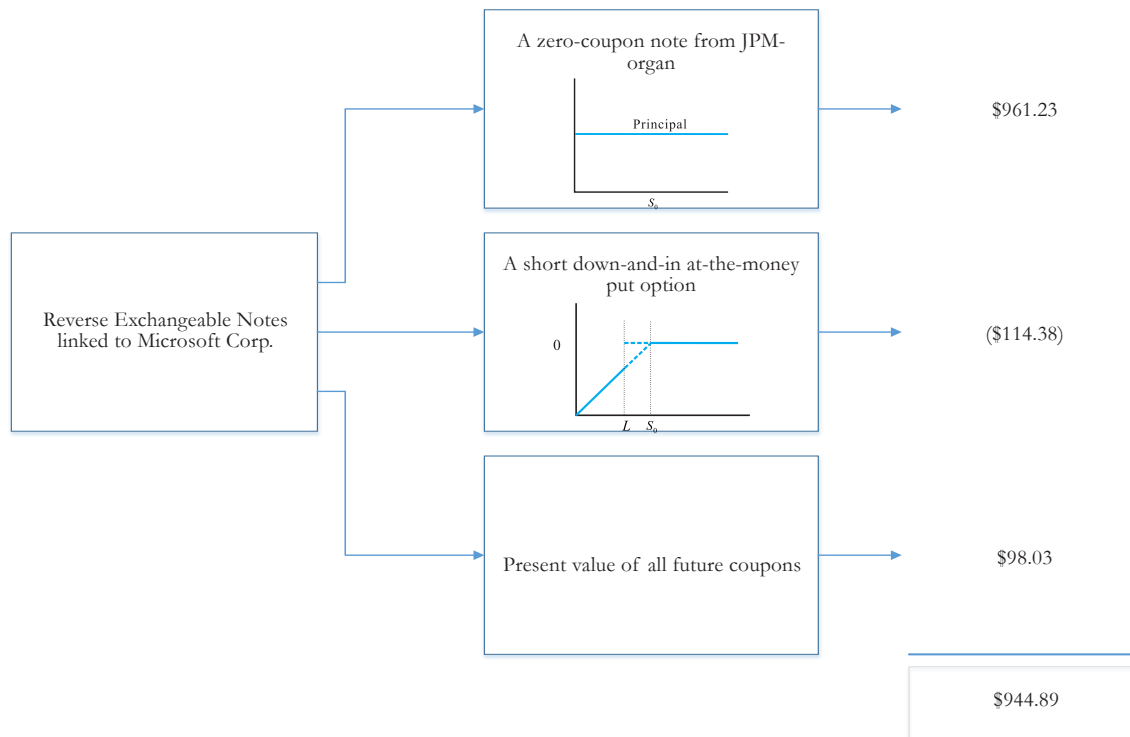 A zero-coupon note from JPM-
organ
Principal
S₀
$961.23
Reverse Exchangeable Notes
linked to Microsoft Corp.
A short down-and-in at-the-money
put option
0
L S₀
($114.38)
Present value of all future coupons
$98.03
$944.89